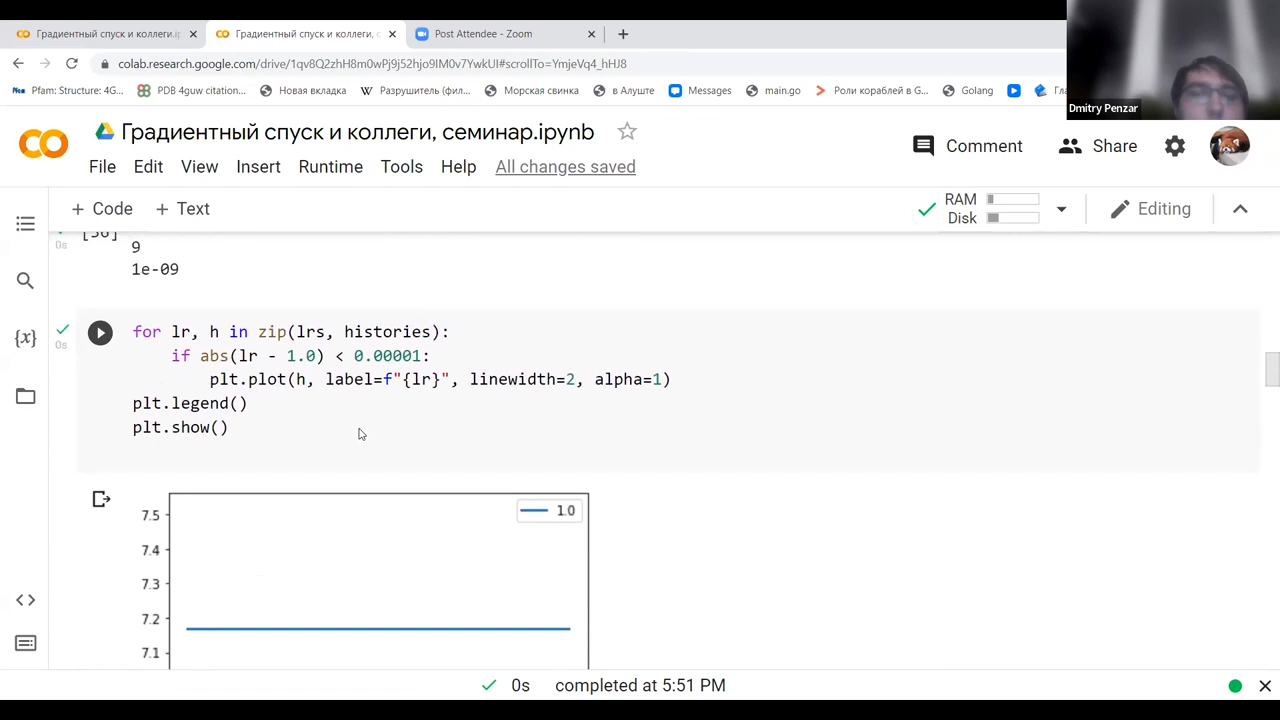 Градиентный спуск и коллеги.i
Градиентный спуск и коллеги, с
Post Attendee - Zoom
colab.research.google.com/drive/1qv8Q2zhH8m0wPj9j52hjo9IM0v7YwkUI#scrollTo=YmjeVq4_hHJ8
Pfam: Structure: 4G...
PDB 4guw citation...
Новая вкладка
Разрушитель (фил...
Морская свинка
в Алуште
Messages
main.go
Роли кораблей в G...
Golang
Dmitry Penzar
Градиентный спуск и коллеги, семинар.ipynb
Comment
Share
File Edit View Insert Runtime Tools Help All changes saved
+ Code + Text
RAM
Disk
Editing
[56]
0s
9
1e-09
0s
for lr, h in zip(lrs, histories):
if abs(lr - 1.0) < 0.00001:
plt.plot(h, label=f"{lr}", linewidth=2, alpha=1)
plt.legend()
plt.show()
{x}
1.0
7.5
7.4
7.3
7.2
7.1
0s completed at 5:51 PM